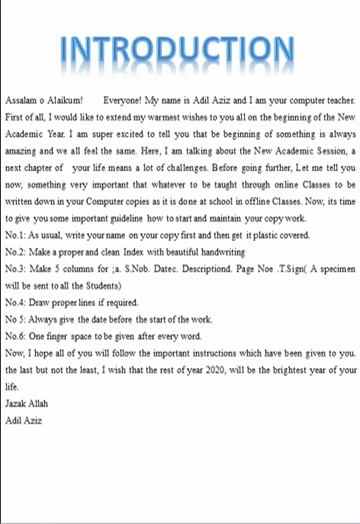 INTRODUCTION
Assalam o Alaikum! Everyone! My name is Adil Aziz and I am your computer teacher.
First of all, I would like to extend my warmest wishes to you all on the beginning of the New
Academic Year. I am super excited to tell you that be beginning of something is always
amazing and we all feel the same. Here, I am talking about the New Academic Session, a
next chapter of your life means a lot of challenges. Before going further, Let me tell you
now, something very important that whatever to be taught through online Classes to be
written down in your Computer copies as it is done at school in offline Classes. Now, its time
to give you some important guideline how to start and maintain your copy work.
No.1: As usual, write your name on your copy first and then get it plastic covered.
No.2: Make a proper and clean Index with beautiful handwriting
No.3: Make 5 columns for ;a. S.Nob. Datec. Descriptiond. Page Noe .T.Sign( A specimen
will be sent to all the Students)
No.4: Draw proper lines if required.
No 5: Always give the date before the start of the work.
No.6: One finger space to be given after every word.
Now, I hope all of you will follow the important instructions which have been given to you.
the last but not the least, I wish that the rest of year 2020, will be the brightest year of your
life.
Jazak Allah
Adil Aziz